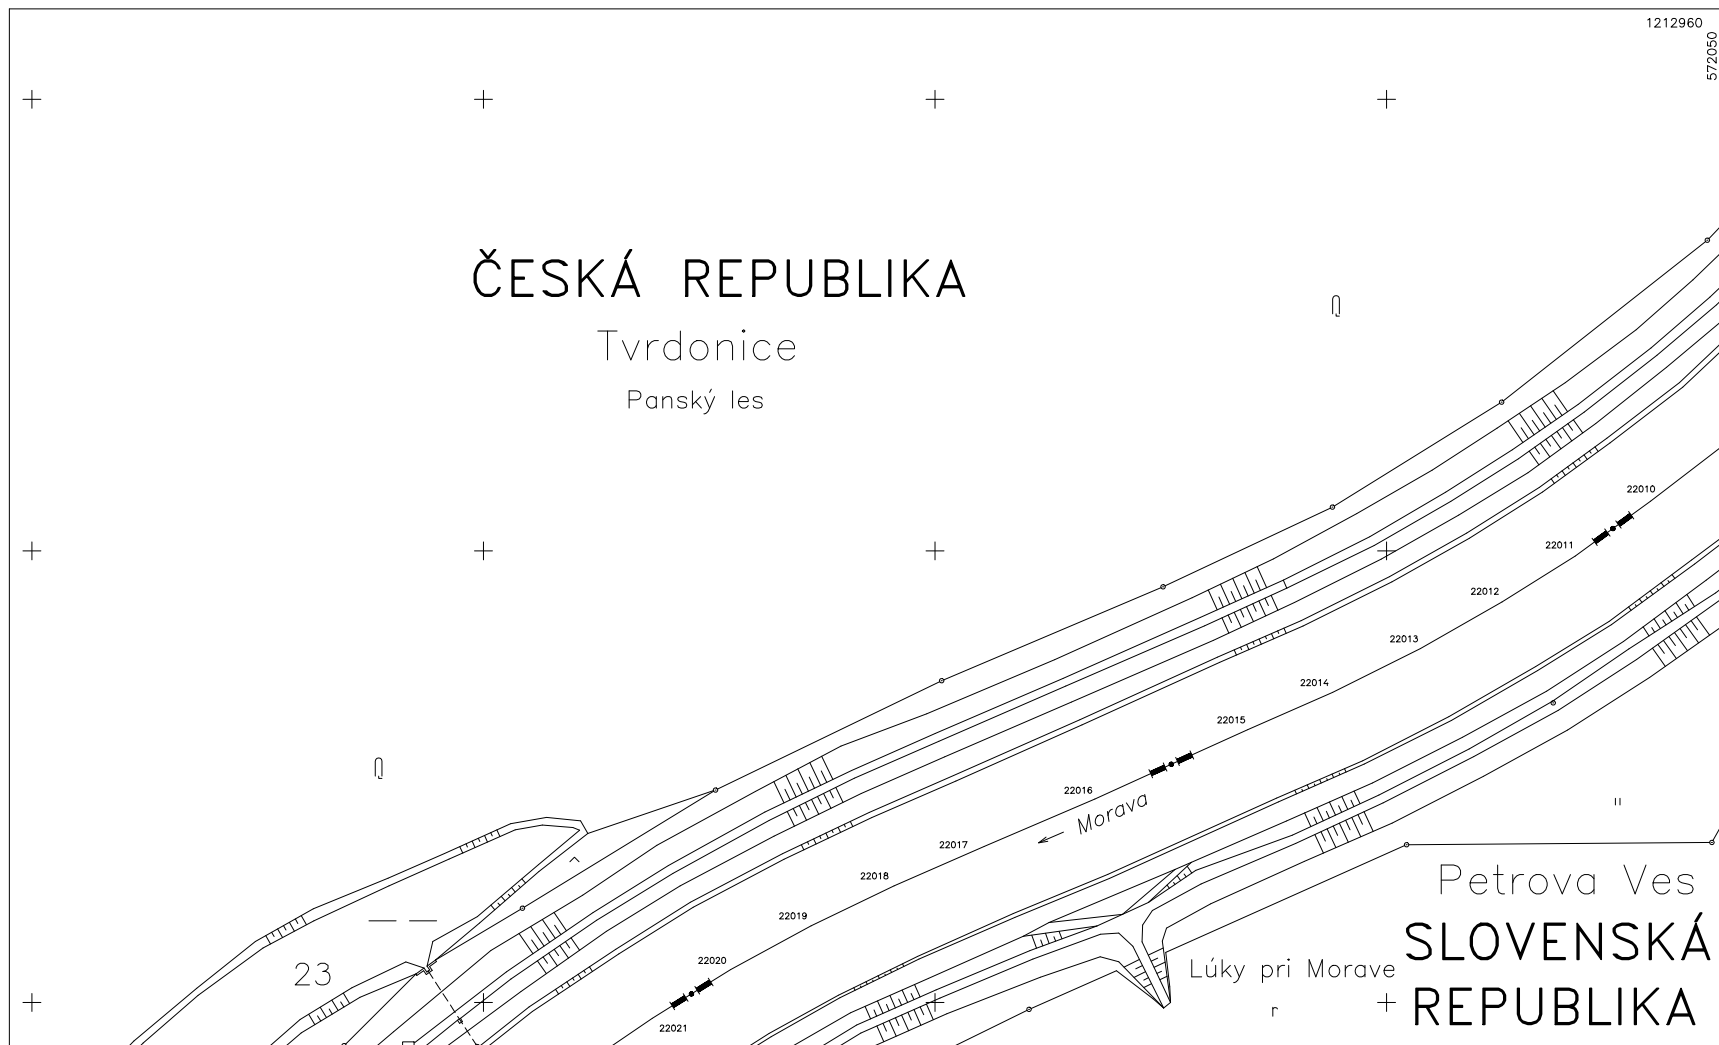 1212960
572050
ČESKÁ REPUBLIKA
Tvrdonice
Panský les
22010
22011
22012
22013
22014
22015
22016
Morava
22017
22018
22019
22020
22021
23
Petrova Ves
SLOVENSKÁ
REPUBLIKA
Lúky pri Morave